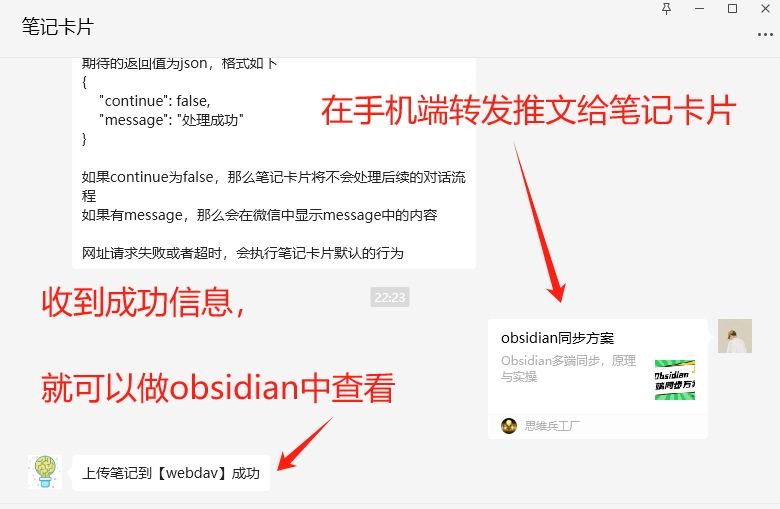 笔记卡片
期待的返回值为json，格式如下
{
"continue": false,
"message": "处理成功"
}
在手机端转发推文给笔记卡片
如果continue为false，那么笔记卡片将不会处理后续的对话流
程
如果有message，那么会在微信中显示message中的内容
网址请求失败或者超时，会执行笔记卡片默认的行为
收到成功信息，
22:23
obsidian同步方案
Obsidian多端同步，原理
与实操
Obsidian
端同步方案
思维兵工厂
就可以做obsidian中查看
上传笔记到【webdav】成功